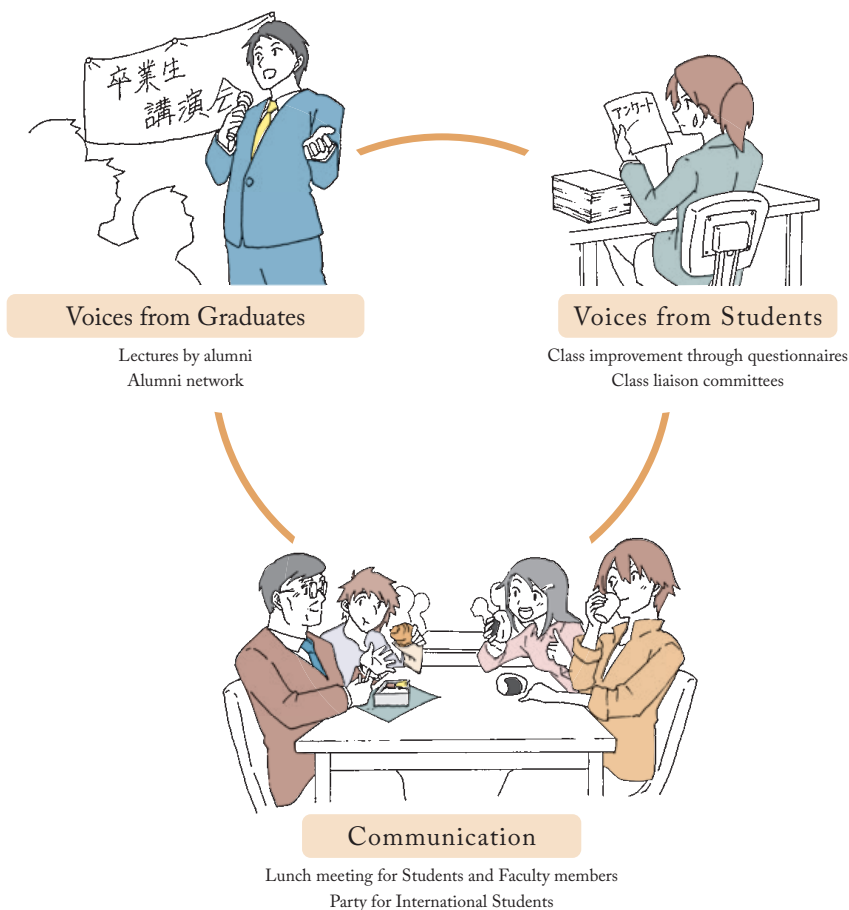 卒業生
講演会
アンケート
Voices from Graduates
Lectures by alumni
Alumni network
Voices from Students
Class improvement through questionnaires
Class liaison committees
Communication
Lunch meeting for Students and Faculty members
Party for International Students